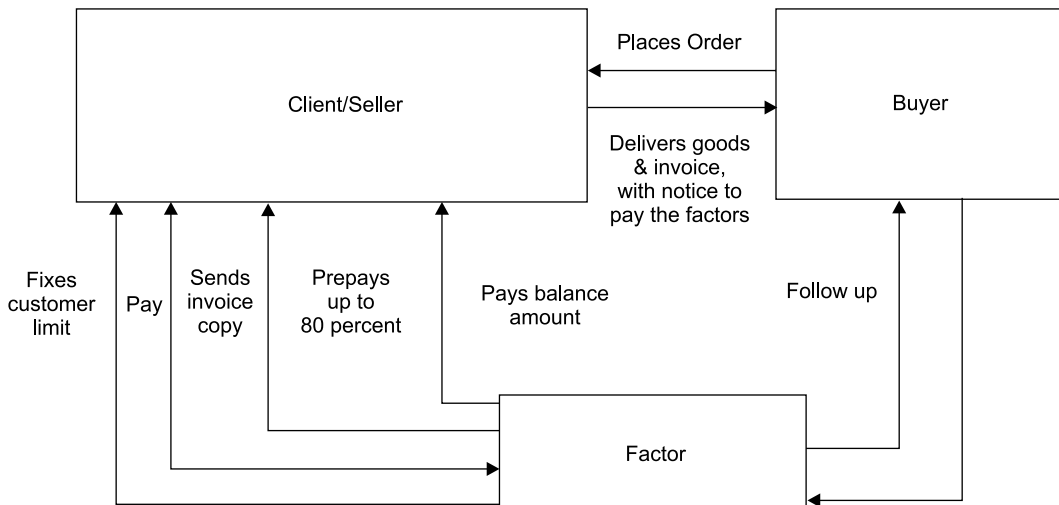 Places Order
Client/Seller
Buyer
Delivers goods
& invoice,
with notice to
pay the factors
Fixes
customer
limit
Pay
Sends
invoice
copy
Prepays
up to
80 percent
Pays balance
amount
Follow up
Factor